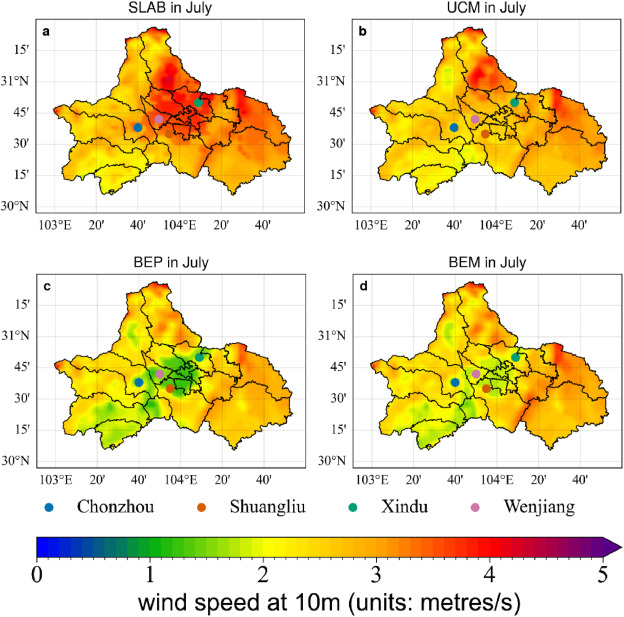 SLAB in July
UCM in July
a
b
15′
31°N
45′
30′
15′
30°N
15′
31°N
45′
30′
15′
30°N
103°E 20′ 40′ 104°E 20′ 40′
103°E 20′ 40′ 104°E 20′ 40′
BEP in July
BEM in July
c
d
15′
31°N
45′
30′
15′
30°N
15′
31°N
45′
30′
15′
30°N
103°E 20′ 40′ 104°E 20′ 40′
103°E 20′ 40′ 104°E 20′ 40′
Chonzhou Shuangliu Xindu Wenjiang
0 1 2 3 4 5
wind speed at 10m (units: metres/s)